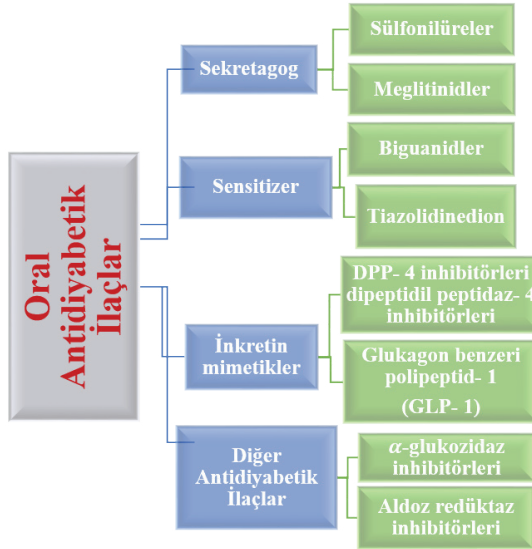 Oral
Antidiyabetik
İlaçlar
Sekretagog
Sülfonilüreler
Meglitinidler
Sensitizer
Biguanidler
Tiazolidinedion
İnkretin
mimetikler
DPP- 4 inhibitörleri
dipeptidil peptidaz- 4
inhibitörleri
Glukagon benzeri
polipeptid- 1
(GLP- 1)
Diğer
Antidiyabetik
İlaçlar
α-glukozidaz
inhibitörleri
Aldoz redüktaz
inhibitörleri